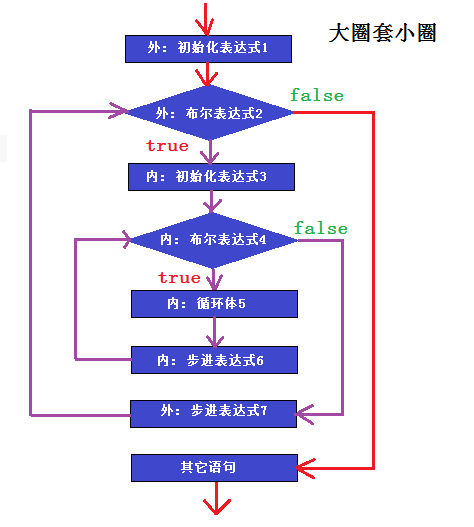 大圈套小圈
外: 初始化表达式1
外: 布尔表达式2
false
true
内: 初始化表达式3
内: 布尔表达式4
false
true
内: 循环体5
内: 步进表达式6
外: 步进表达式7
其它语句